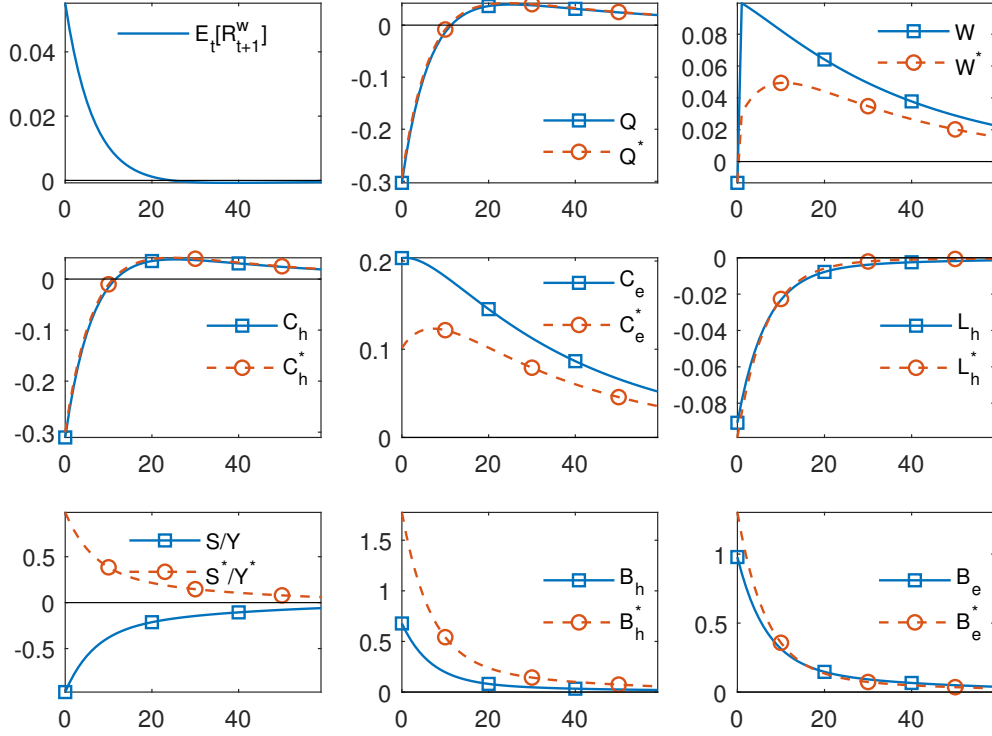 E_t[R^w_{t+1}]
0.04
0.02
0
0 20 40
Q
Q^*
0
-0.1
-0.2
-0.3
0 20 40
W
W^*
0.08
0.06
0.04
0.02
0
0 20 40
C_h
C_h^*
0
-0.1
-0.2
-0.3
0 20 40
C_e
C_e^*
0.2
0.1
0
0 20 40
L_h
L_h^*
0
-0.02
-0.04
-0.06
-0.08
0 20 40
S/Y
S^*/Y^*
0.5
0
-0.5
0 20 40
B_h
B_h^*
1.5
1
0.5
0
0 20 40
B_e
B_e^*
1
0.5
0
0 20 40